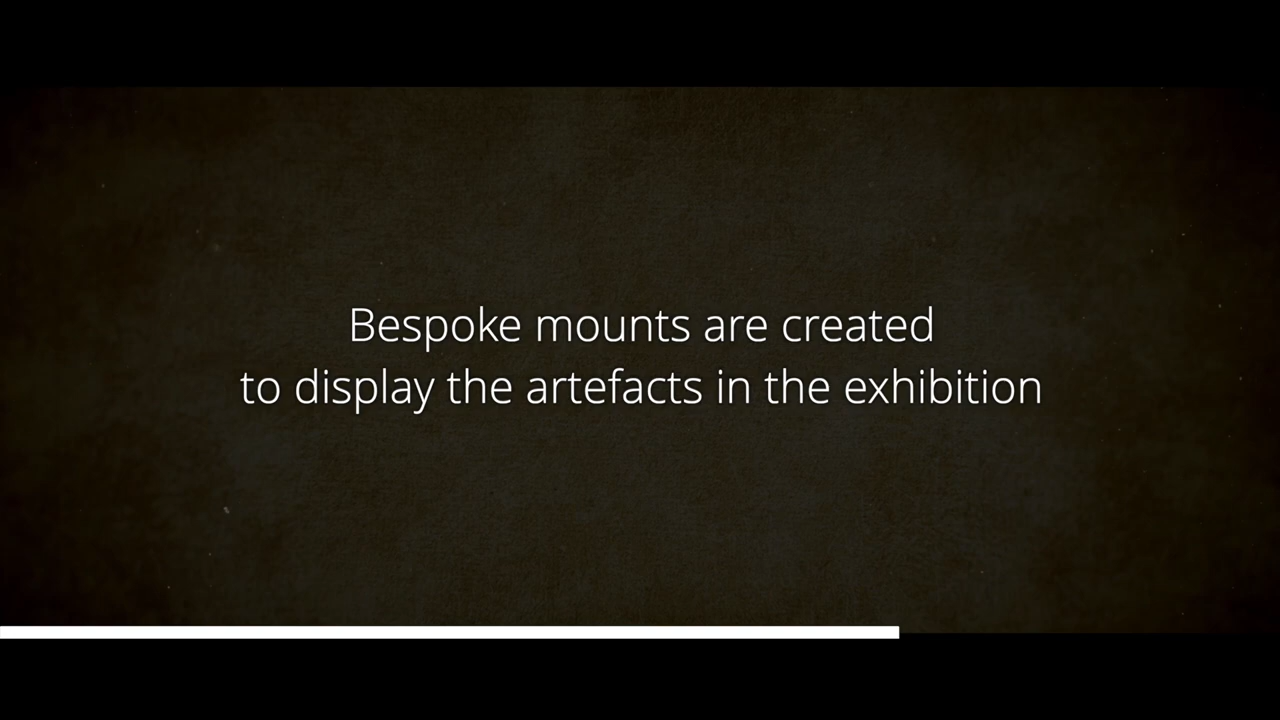 Bespoke mounts are created
to display the artefacts in the exhibition